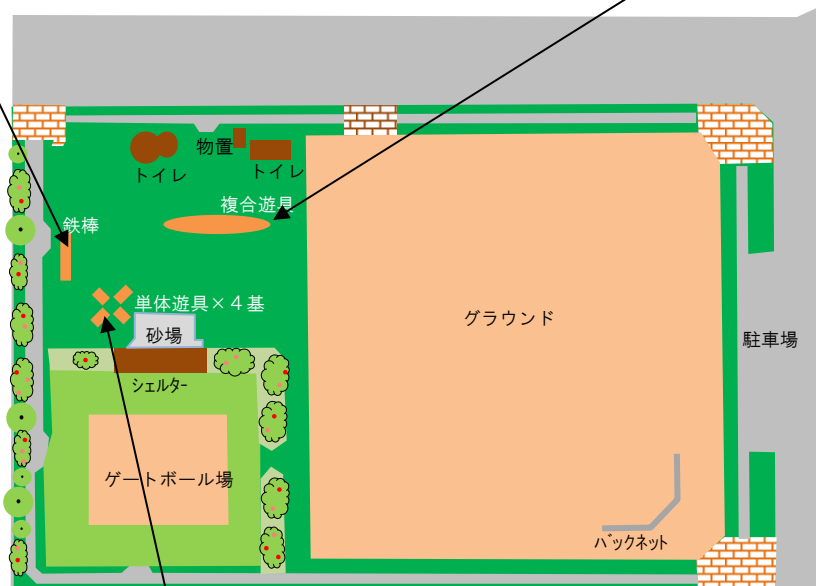 物置
トイレ
トイレ
複合遊具
鉄棒
単体遊具×４基
砂場
グラウンド
駐車場
シェルター
ゲートボール場
バックネット